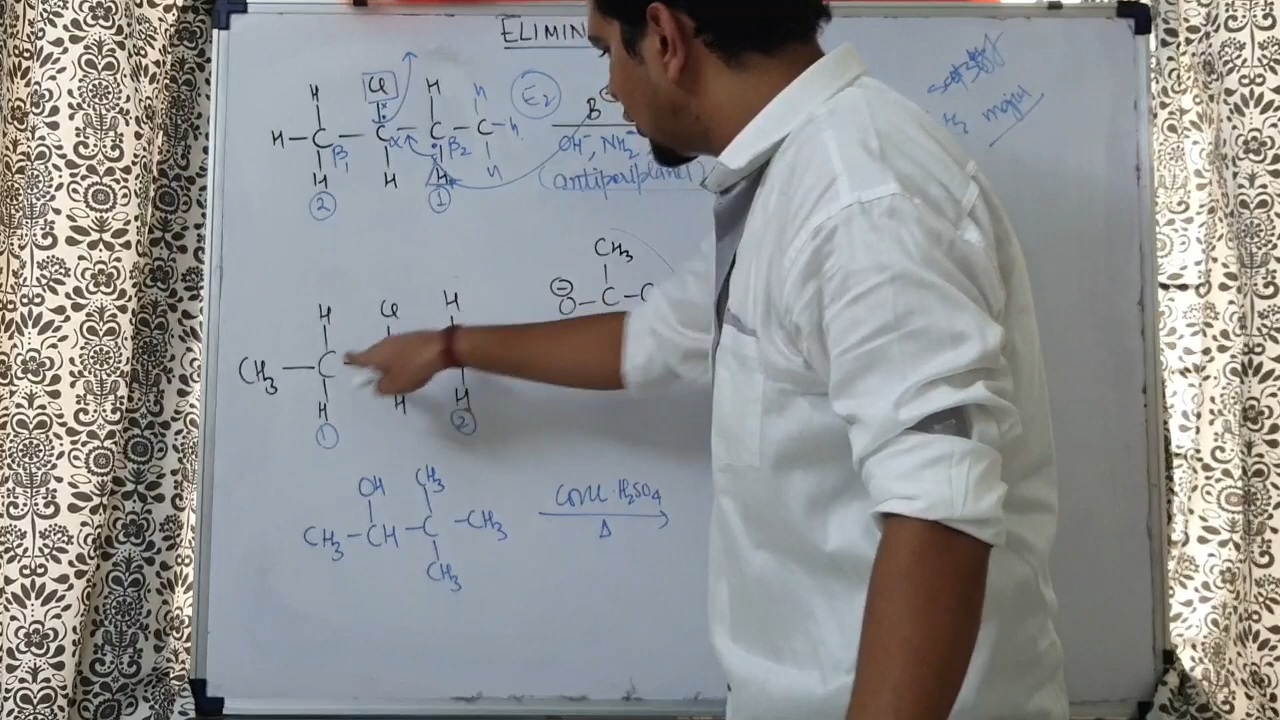 ELIMIN
H Cl H H E2 B⊖
H - C - C - C - C - H
β1 α β2
OH⁻, NH2⁻
H H H H
(antiperiplanar)
2 1
major
CH3
⊖O - C - C
H Cl H
CH3 - C
H H H
1 2
OH CH3
CH3 - CH - C - CH3
CH3
conc. H2SO4
Δ